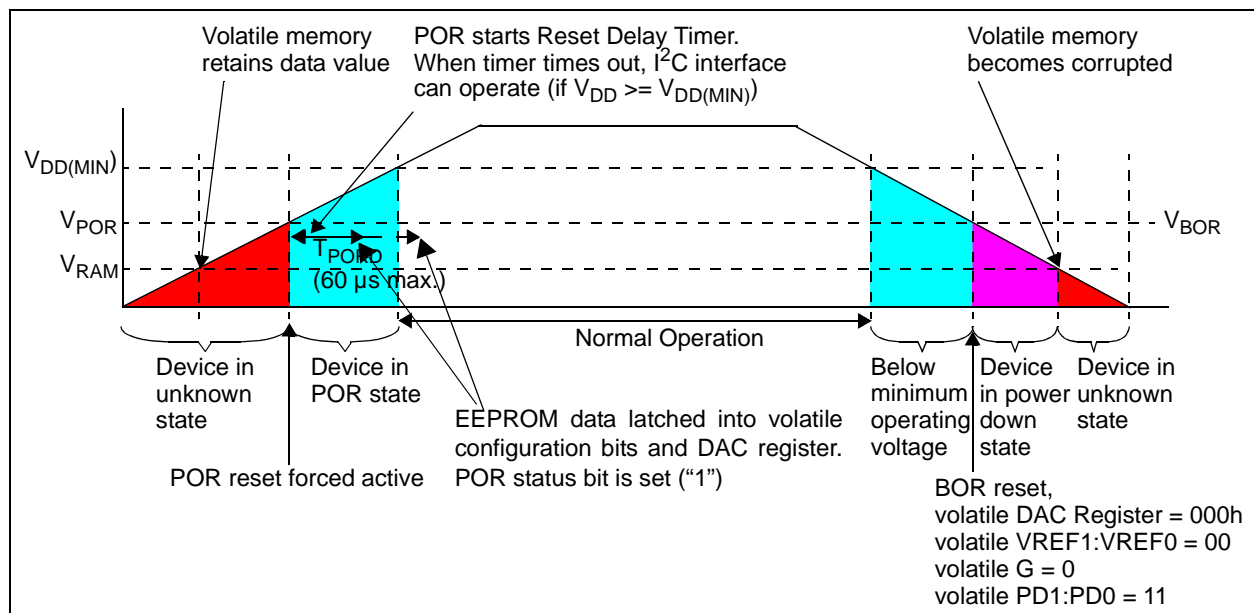 Volatile memory
retains data value
POR starts Reset Delay Timer.
When timer times out, I²C interface
can operate (if VDD >= VDD(MIN))
Volatile memory
becomes corrupted
VDD(MIN)
VPOR
VBOR
TPORD
(60 µs max.)
VRAM
Normal Operation
Device in
unknown
state
Device in
POR state
Below
minimum
operating
voltage
Device
in power
down
state
Device in
unknown
state
EEPROM data latched into volatile
configuration bits and DAC register.
POR status bit is set (“1”)
POR reset forced active
BOR reset,
volatile DAC Register = 000h
volatile VREF1:VREF0 = 00
volatile G = 0
volatile PD1:PD0 = 11